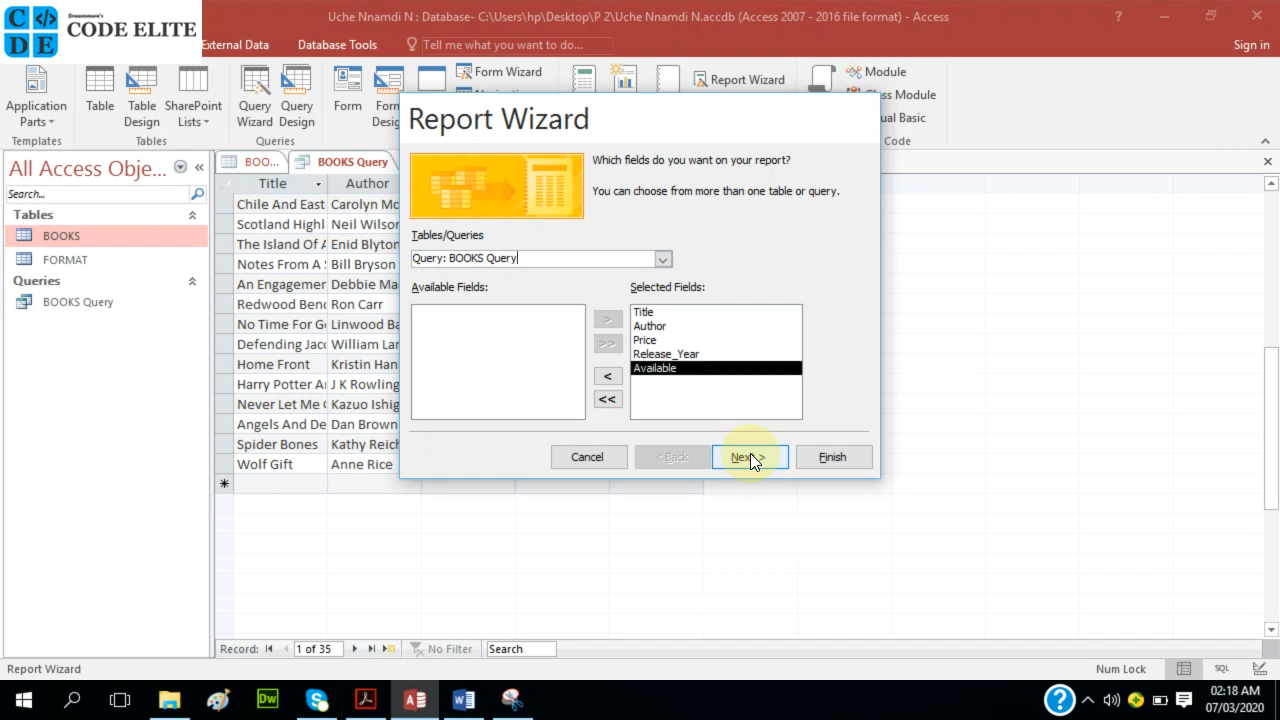 Dreammore's
CODE ELITE
C </>
D E
Uche Nnamdi N : Database- C:\Users\hp\Desktop\P 2\Uche Nnamdi N.accdb (Access 2007 - 2016 file format) - Access
?
External Data
Database Tools
Tell me what you want to do...
Sign in
Application Parts
Templates
Table
Table Design
SharePoint Lists
Tables
Query Wizard
Query Design
Queries
Form
Form Wizard
Report Wizard
Module
Class Module
Code
Report Wizard
Which fields do you want on your report?
You can choose from more than one table or query.
Tables/Queries
Query: BOOKS Query
Available Fields:
Selected Fields:
>
>>
<
<<
Title
Author
Price
Release_Year
Available
Cancel
< Back
Next >
Finish
All Access Obje...
Search...
Tables
BOOKS
FORMAT
Queries
BOOKS Query
BOO...
BOOKS Query
Title Author
Chile And East Carolyn Mc
Scotland Highl Neil Wilson
The Island Of A Enid Blyton
Notes From A S Bill Bryson
An Engagemer Debbie Ma
Redwood Benc Ron Carr
No Time For Go Linwood Ba
Defending Jaco William Lan
Home Front Kristin Han
Harry Potter An J K Rowling
Never Let Me G Kazuo Ishig
Angels And De Dan Brown
Spider Bones Kathy Reich
Wolf Gift Anne Rice
Record: 1 of 35 No Filter Search
Report Wizard
Num Lock
SQL
Dw
02:18 AM
07/03/2020